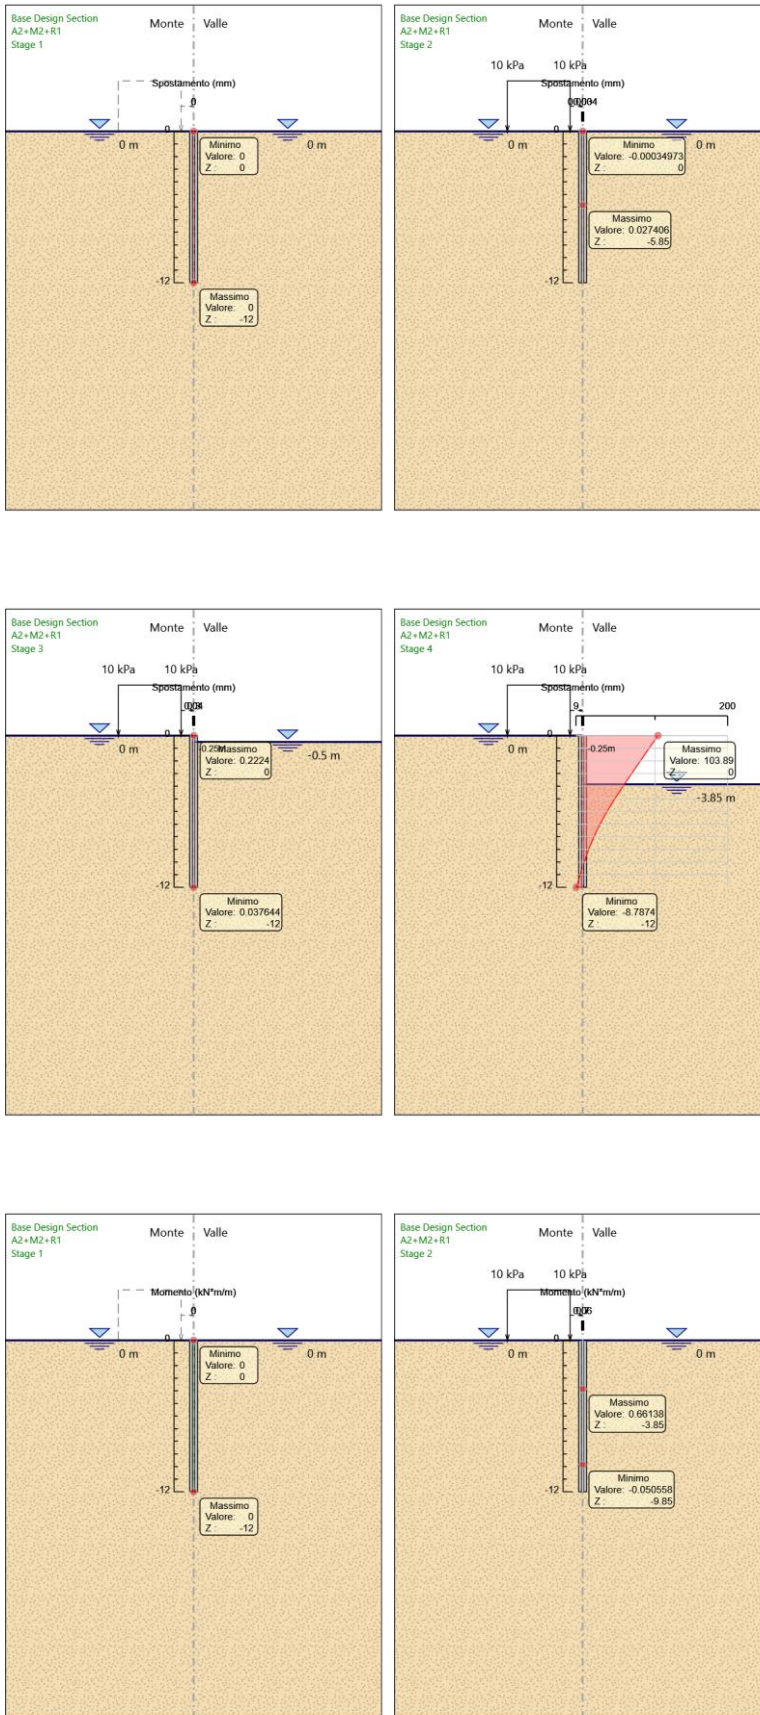 Base Design Section
A2+M2+R1
Stage 1
Monte Valle
Spostamento (mm)
0
0
0 m
0 m
Minimo
Valore: 0
Z : 0
-12
Massimo
Valore: 0
Z : -12
Base Design Section
A2+M2+R1
Stage 2
Monte Valle
10 kPa 10 kPa
Spostamento (mm)
0
0 m
0 m
Minimo
Valore: -0.00034973
Z : 0
Massimo
Valore: 0.027406
Z : -5.85
-12
Base Design Section
A2+M2+R1
Stage 3
Monte Valle
10 kPa 10 kPa
Spostamento (mm)
0
0 m
-0.25m
-0.5 m
Massimo
Valore: 0.2224
Z : 0
-12
Minimo
Valore: 0.037644
Z : -12
Base Design Section
A2+M2+R1
Stage 4
Monte Valle
10 kPa 10 kPa
Spostamento (mm)
9 200
0
0 m
-0.25m
Massimo
Valore: 103.89
Z : 0
-3.85 m
-12
Minimo
Valore: -8.7874
Z : -12
Base Design Section
A2+M2+R1
Stage 1
Monte Valle
Momento (kN*m/m)
0
0
0 m
0 m
Minimo
Valore: 0
Z : 0
-12
Massimo
Valore: 0
Z : -12
Base Design Section
A2+M2+R1
Stage 2
Monte Valle
10 kPa 10 kPa
Momento (kN*m/m)
0
0 m
0 m
Massimo
Valore: 0.66138
Z : -3.85
Minimo
Valore: -0.050558
Z : -9.85
-12